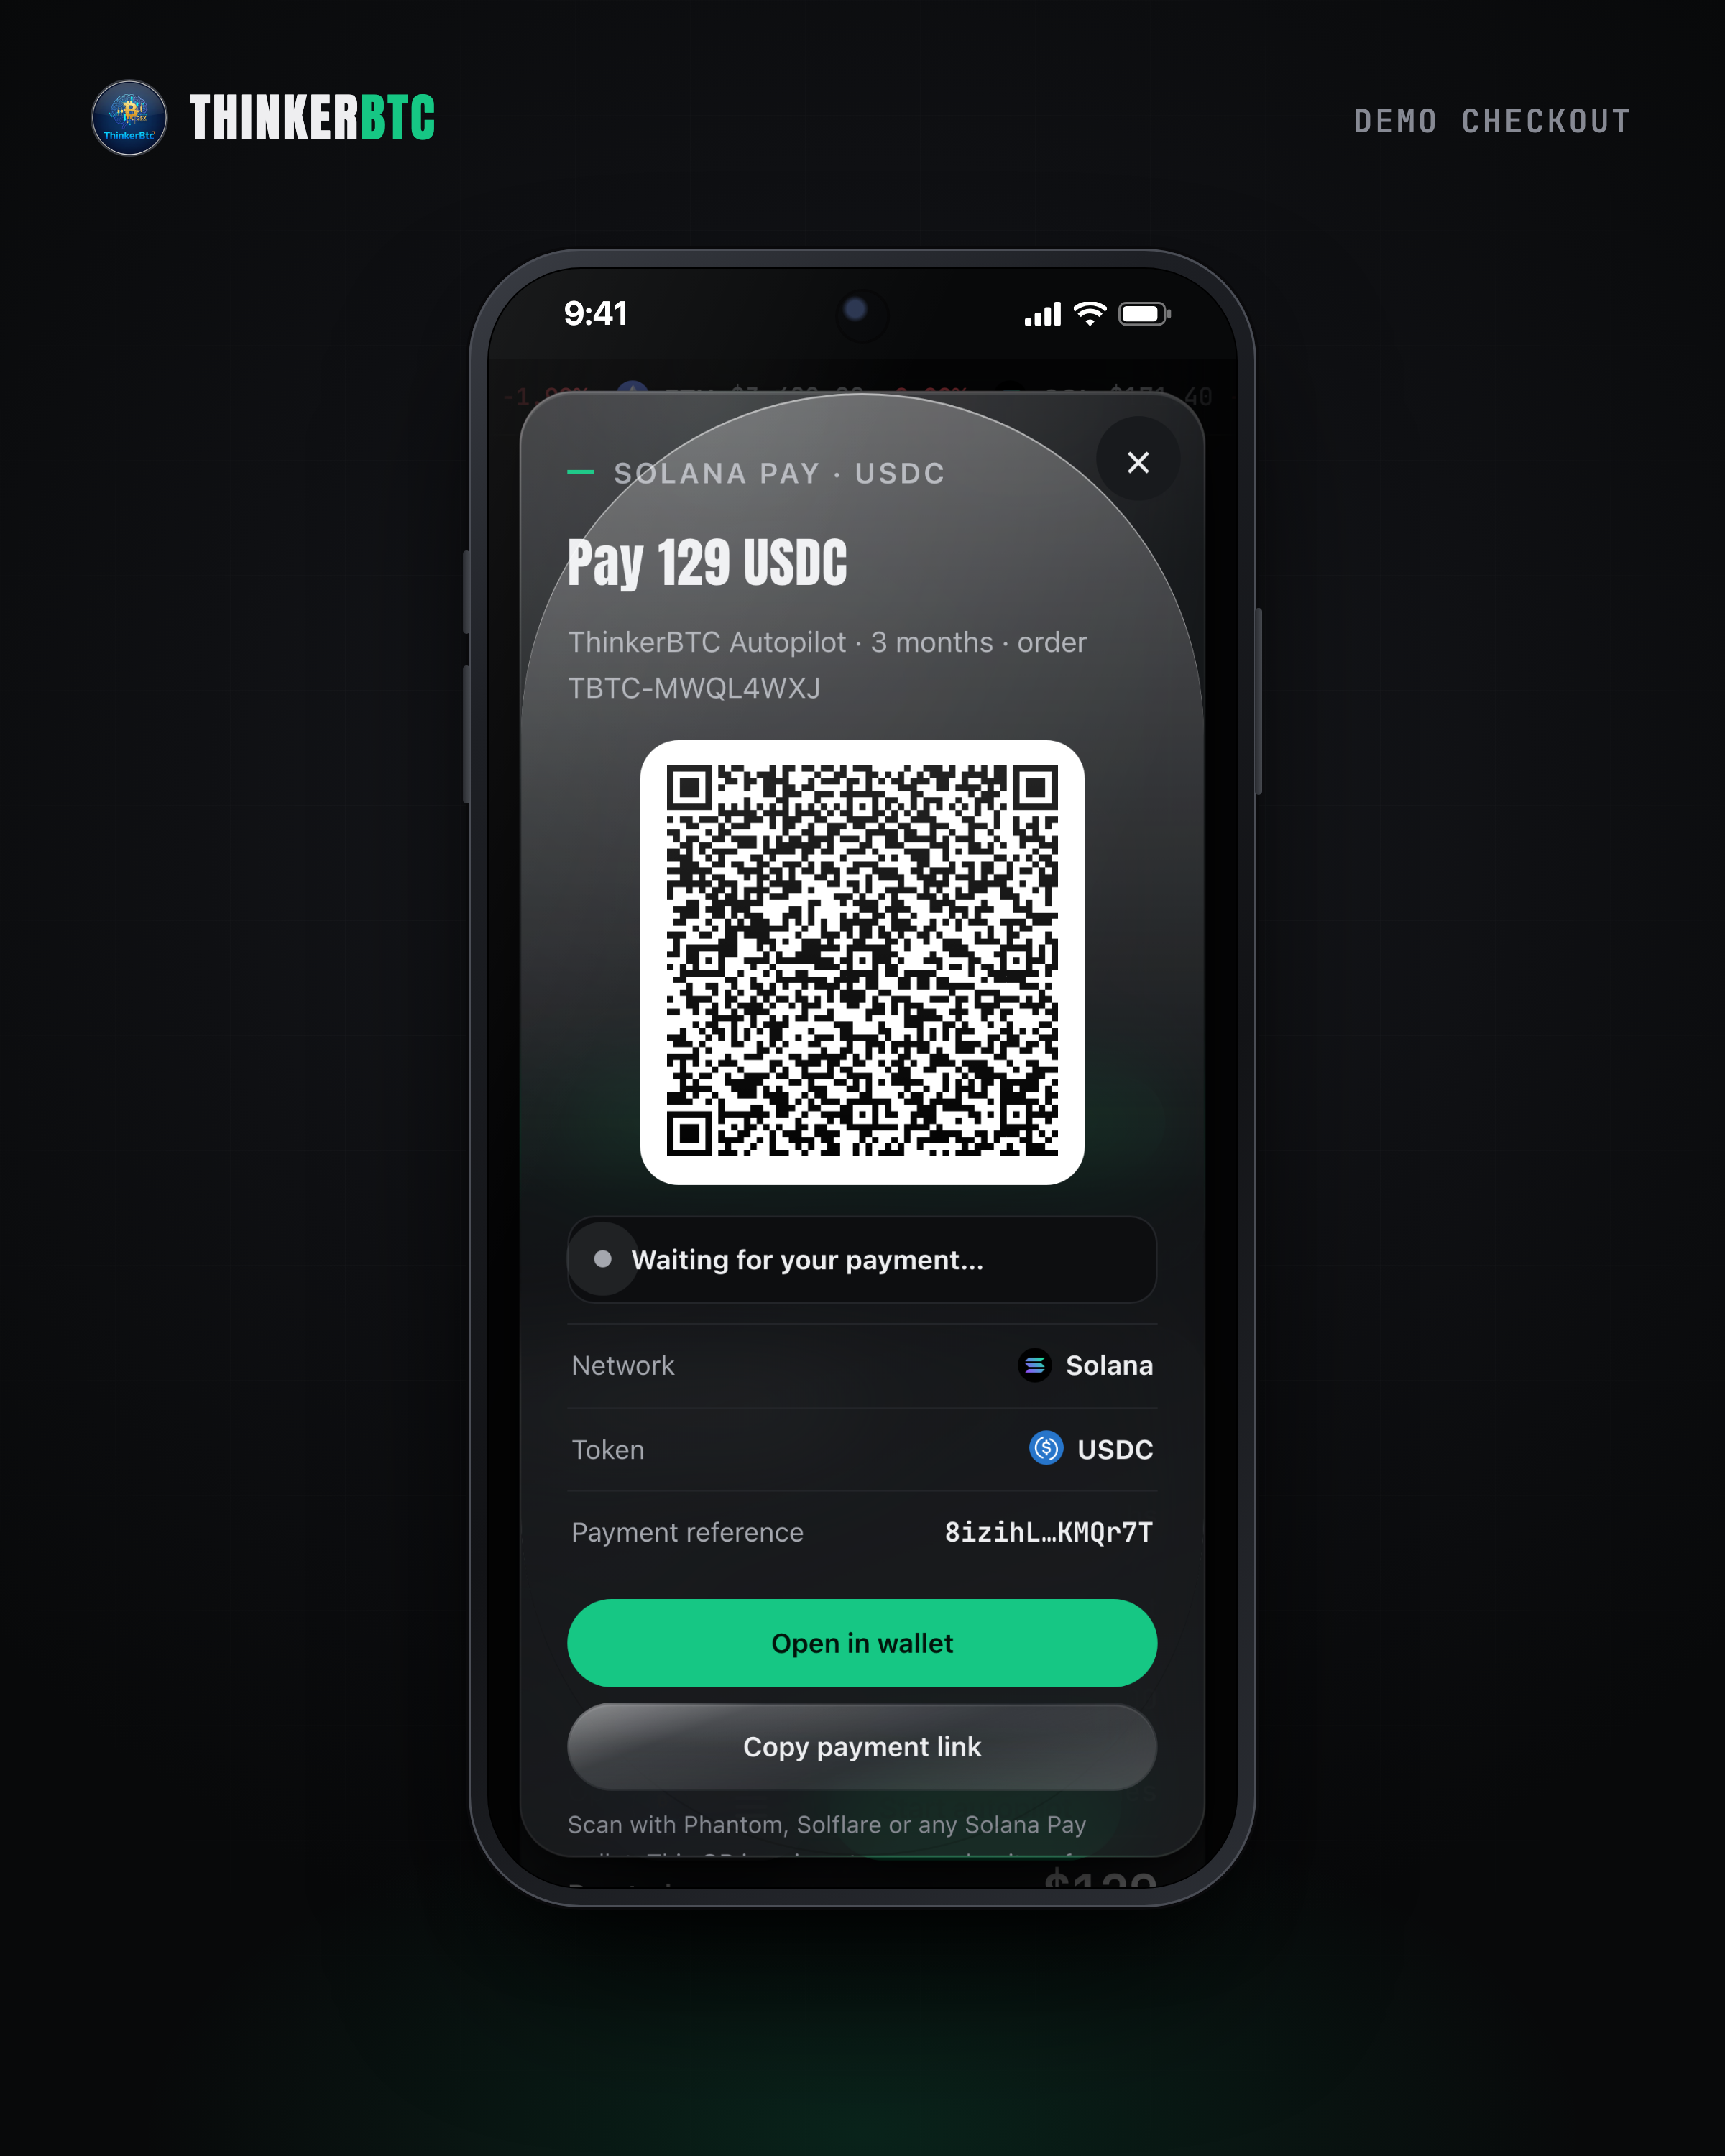 ThinkerBtc
THINKERBTC
DEMO CHECKOUT
9:41
SOLANA PAY · USDC
Pay 129 USDC
ThinkerBTC Autopilot · 3 months · order
TBTC-MWQL4WXJ
Waiting for your payment...
Network Solana
Token USDC
Payment reference 8izihL…KMQr7T
Open in wallet
Copy payment link
Scan with Phantom, Solflare or any Solana Pay
$129